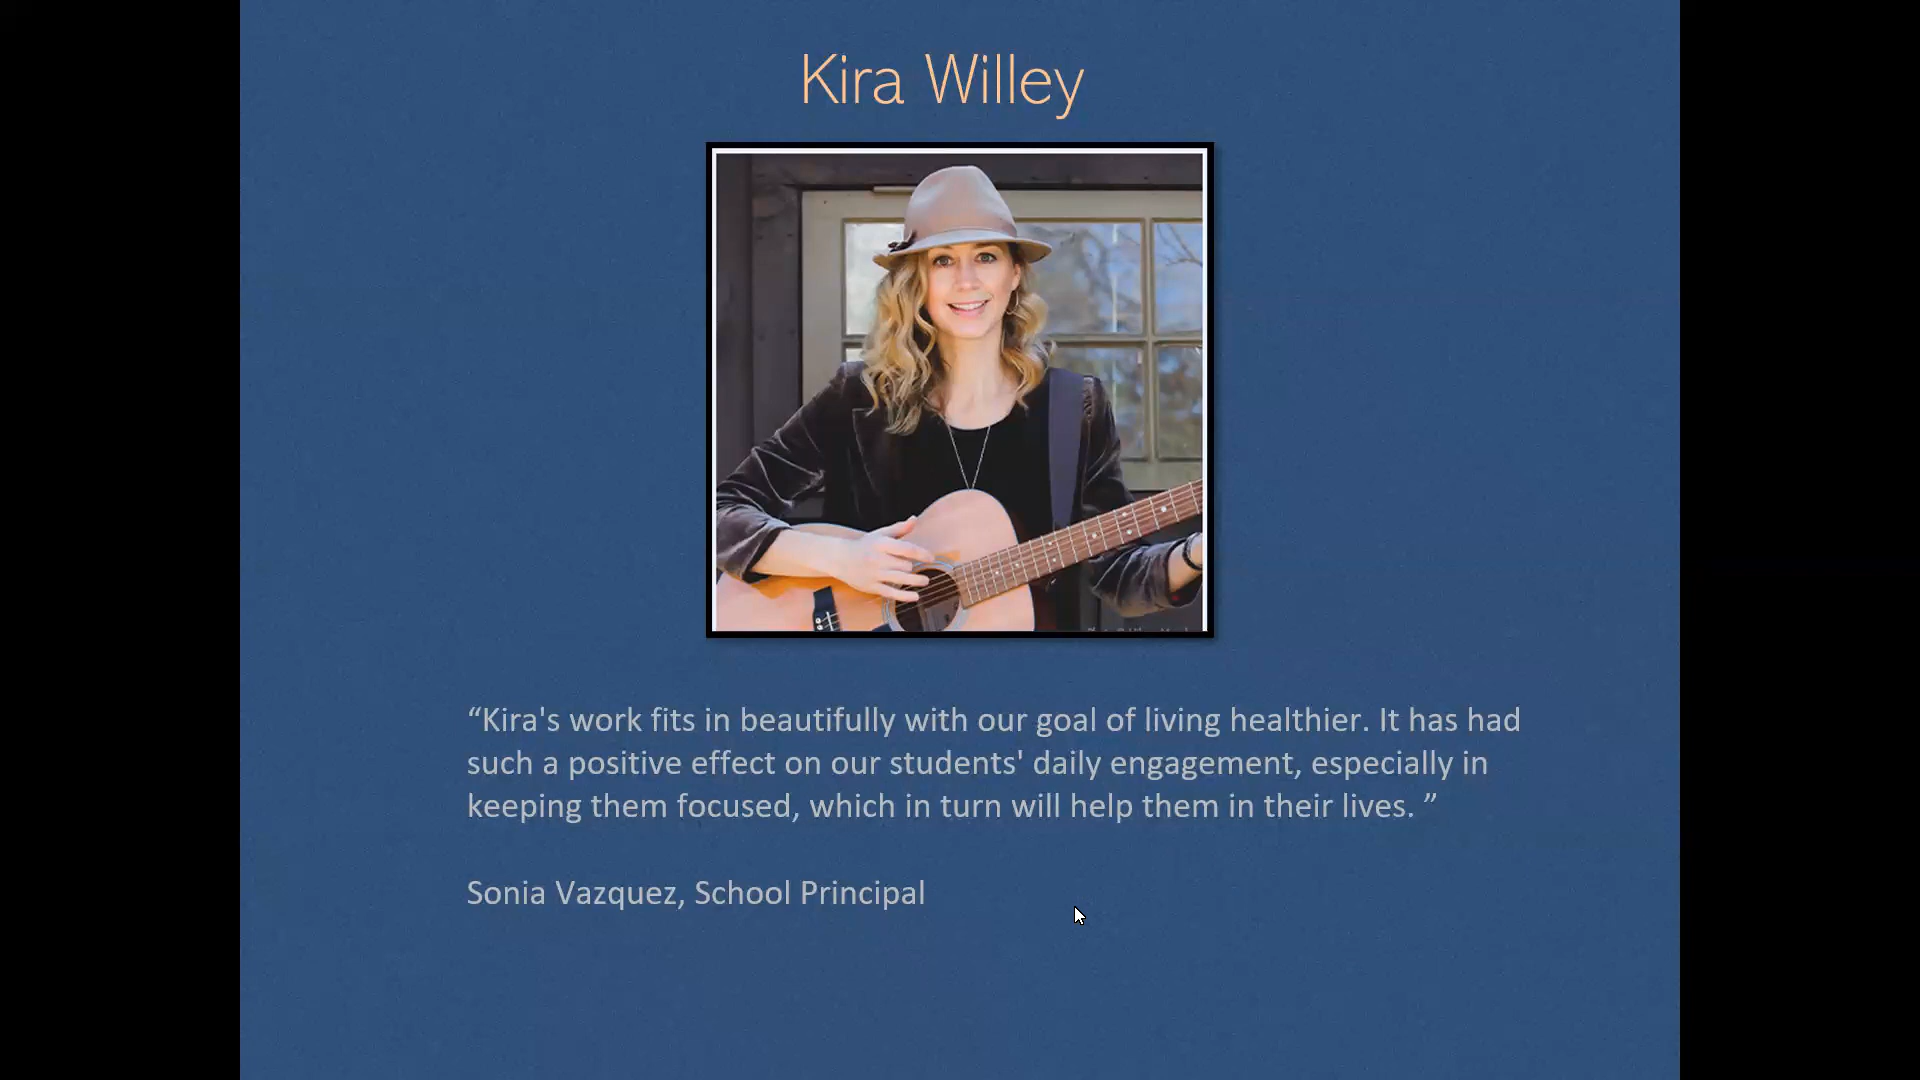 Kira Willey
“Kira's work fits in beautifully with our goal of living healthier. It has had
such a positive effect on our students' daily engagement, especially in
keeping them focused, which in turn will help them in their lives. ”
Sonia Vazquez, School Principal